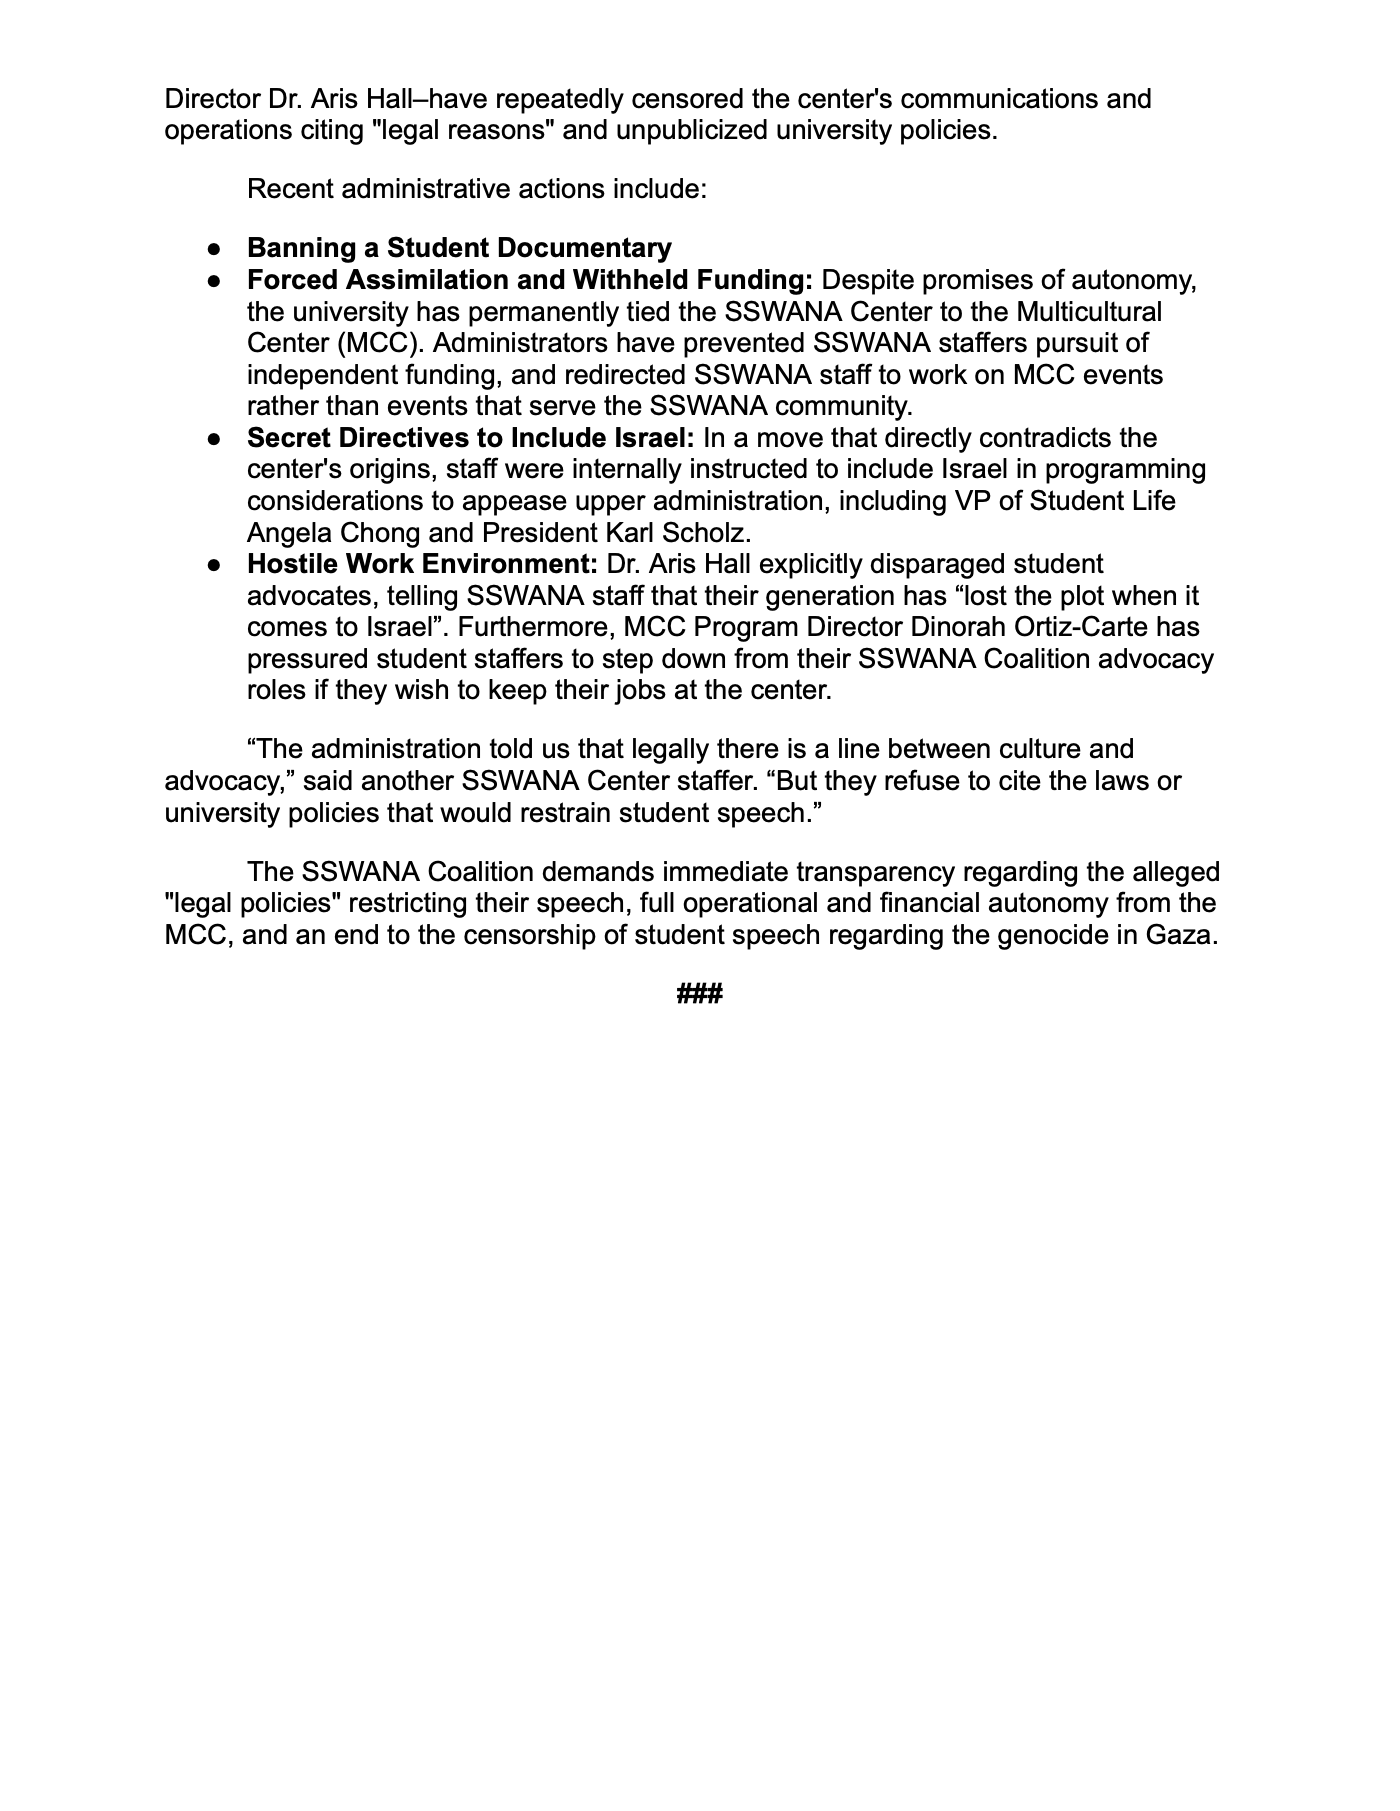 Director Dr. Aris Hall–have repeatedly censored the center's communications and
operations citing "legal reasons" and unpublicized university policies.
Recent administrative actions include:
● Banning a Student Documentary
● Forced Assimilation and Withheld Funding: Despite promises of autonomy,
the university has permanently tied the SSWANA Center to the Multicultural
Center (MCC). Administrators have prevented SSWANA staffers pursuit of
independent funding, and redirected SSWANA staff to work on MCC events
rather than events that serve the SSWANA community.
● Secret Directives to Include Israel: In a move that directly contradicts the
center's origins, staff were internally instructed to include Israel in programming
considerations to appease upper administration, including VP of Student Life
Angela Chong and President Karl Scholz.
● Hostile Work Environment: Dr. Aris Hall explicitly disparaged student
advocates, telling SSWANA staff that their generation has “lost the plot when it
comes to Israel”. Furthermore, MCC Program Director Dinorah Ortiz-Carte has
pressured student staffers to step down from their SSWANA Coalition advocacy
roles if they wish to keep their jobs at the center.
“The administration told us that legally there is a line between culture and
advocacy,” said another SSWANA Center staffer. “But they refuse to cite the laws or
university policies that would restrain student speech.”
The SSWANA Coalition demands immediate transparency regarding the alleged
"legal policies" restricting their speech, full operational and financial autonomy from the
MCC, and an end to the censorship of student speech regarding the genocide in Gaza.
###